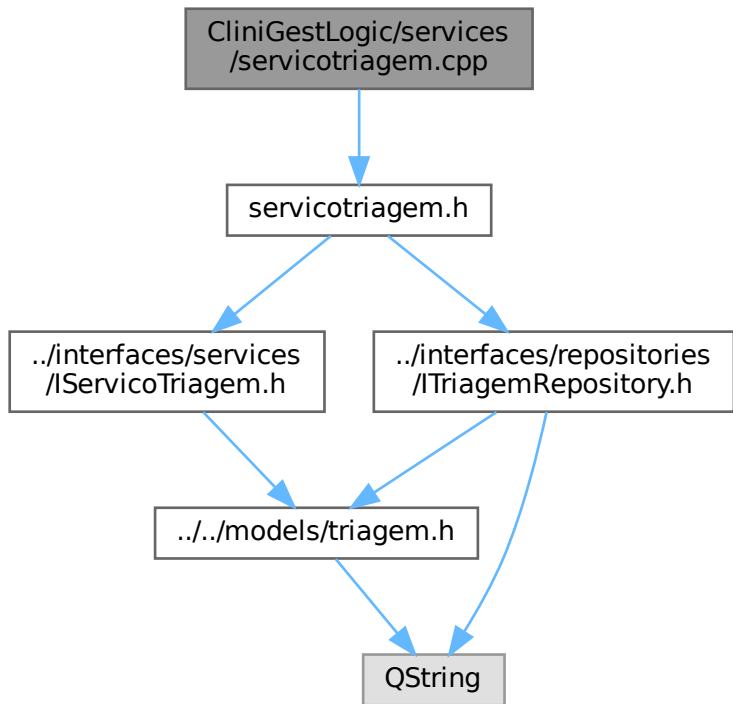 CliniGestLogic/services
/servicotriagem.cpp
servicotriagem.h
../interfaces/services
/IServicoTriagem.h
../interfaces/repositories
/ITriagemRepository.h
../../models/triagem.h
QString